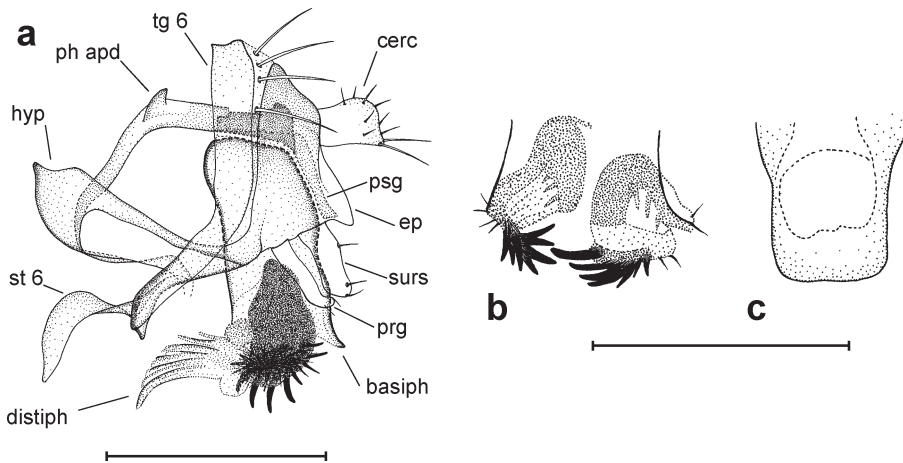 a
tg 6
cerc
ph apd
hyp
psg
ep
surs
st 6
prg
basiph
distiph
b
c